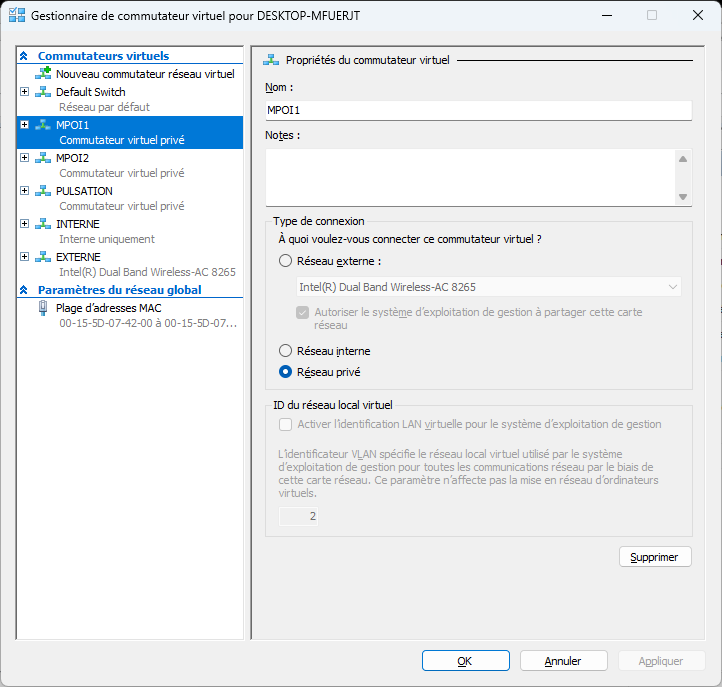 Gestionnaire de commutateur virtuel pour DESKTOP-MFUERJT
Commutateurs virtuels
Nouveau commutateur réseau virtuel
Default Switch
Réseau par défaut
MPOI1
Commutateur virtuel privé
MPOI2
Commutateur virtuel privé
PULSATION
Commutateur virtuel privé
INTERNE
Interne uniquement
EXTERNE
Intel(R) Dual Band Wireless-AC 8265
Paramètres du réseau global
Plage d'adresses MAC
00-15-5D-07-42-00 à 00-15-5D-07...
Propriétés du commutateur virtuel
Nom :
MPOI1
Notes :
Type de connexion
À quoi voulez-vous connecter ce commutateur virtuel ?
Réseau externe :
Intel(R) Dual Band Wireless-AC 8265
Autoriser le système d'exploitation de gestion à partager cette carte
réseau
Réseau interne
Réseau privé
ID du réseau local virtuel
Activer l'identification LAN virtuelle pour le système d'exploitation de gestion
L'identificateur VLAN spécifie le réseau local virtuel utilisé par le système
d'exploitation de gestion pour toutes les communications réseau par le biais de
cette carte réseau. Ce paramètre n'affecte pas la mise en réseau d'ordinateurs
virtuels.
2
Supprimer
OK
Annuler
Appliquer